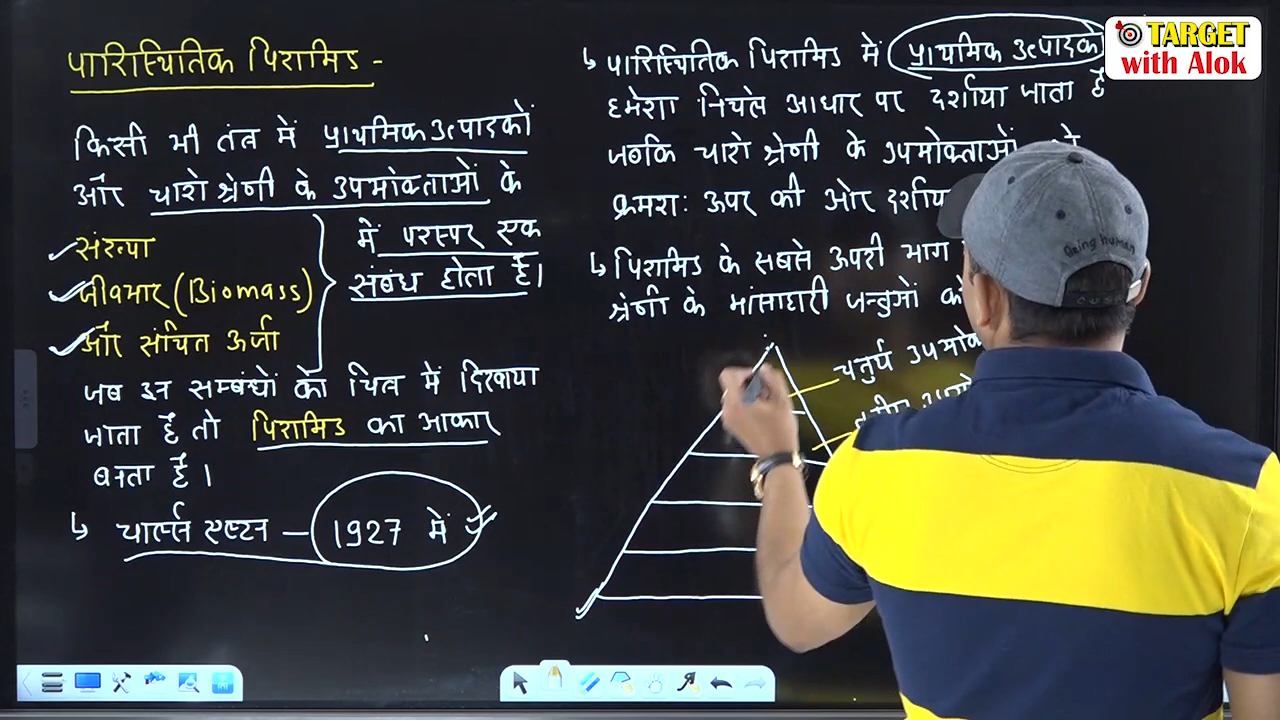 पारिस्थितिक पिरामिड -
किसी भी तंत्र में प्राथमिक उत्पादकों
और चारो श्रेणी के उपभोक्ताओं के
संख्या
जीवभार (Biomass)
और संचित ऊर्जा
में परस्पर एक
संबंध होता है।
जब इन सम्बंधों को चित्र में दिखाया
जाता है तो पिरामिड का आकार
बनता है।
↳ चार्ल्स एल्टन — 1927 में
↳ पारिस्थितिक पिरामिड में प्राथमिक उत्पादको
हमेशा निचले आधार पर दर्शाया जाता है
जबकि चारो श्रेणी के उपभोक्ताओं
क्रमशः ऊपर की ओर दर्शाय
↳ पिरामिड के सबसे ऊपरी भाग
श्रेणी के मांसाहारी जन्तुओं को
चतुर्थ उपभोक
TARGET
with Alok
Being human